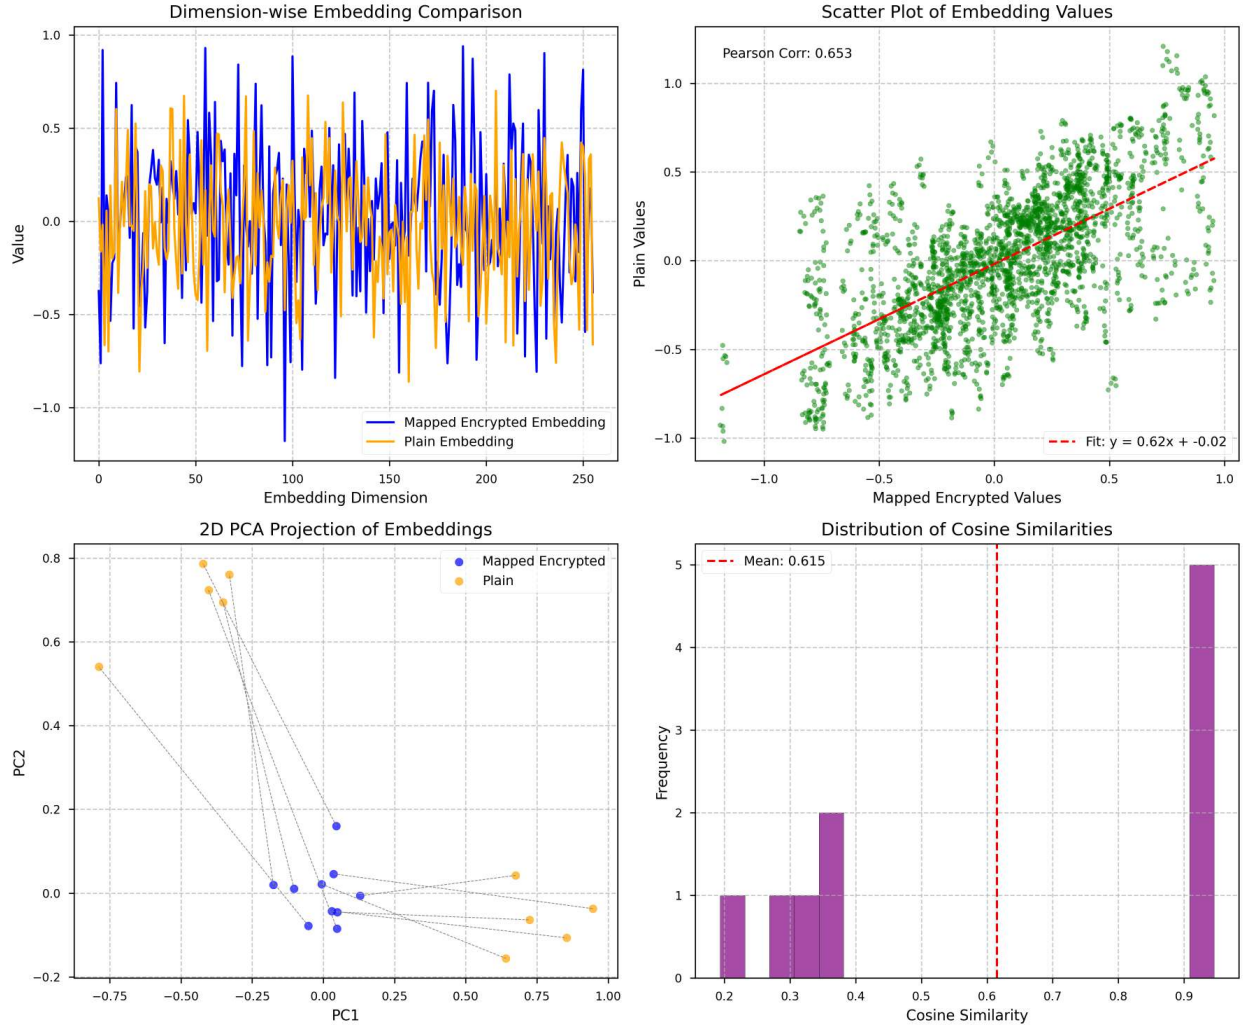 Dimension-wise Embedding Comparison
1.0
0.5
0.0
−0.5
−1.0
Value
Mapped Encrypted Embedding
Plain Embedding
0
50
100
150
200
250
Embedding Dimension
Scatter Plot of Embedding Values
Pearson Corr: 0.653
1.0
0.5
0.0
−0.5
−1.0
Plain Values
Fit: y = 0.62x + -0.02
−1.0
−0.5
0.0
0.5
1.0
Mapped Encrypted Values
2D PCA Projection of Embeddings
Mapped Encrypted
Plain
0.8
0.6
0.4
0.2
0.0
−0.2
PC2
−0.75
−0.50
−0.25
0.00
0.25
0.50
0.75
1.00
PC1
Distribution of Cosine Similarities
Mean: 0.615
5
4
3
2
1
0
Frequency
0.2
0.3
0.4
0.5
0.6
0.7
0.8
0.9
Cosine Similarity